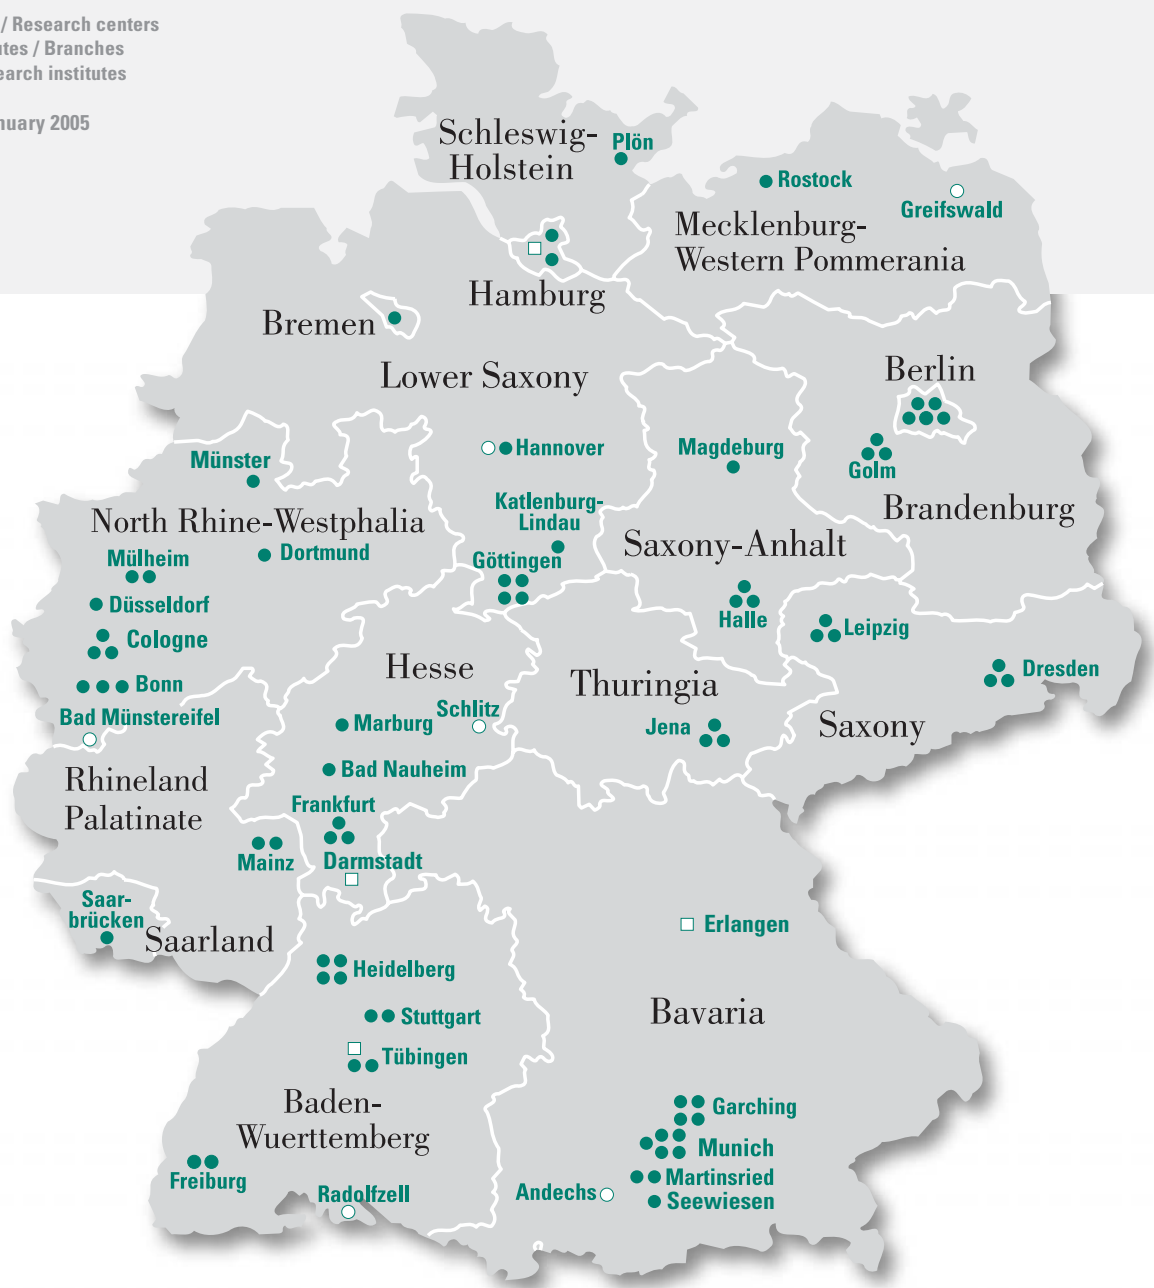 / Research centers
/ Branches
institutes
2005
Schleswig-
Holstein
Plön
Rostock
Greifswald
Mecklenburg-
Western Pommerania
Hamburg
Bremen
Lower Saxony
Berlin
Münster
Hannover
Magdeburg
Golm
Katlenburg-
Lindau
Brandenburg
North Rhine-Westphalia
Dortmund
Saxony-Anhalt
Mülheim
Göttingen
Düsseldorf
Halle
Leipzig
Cologne
Hesse
Thuringia
Dresden
Bonn
Bad Münstereifel
Schlitz
Marburg
Jena
Saxony
Rhineland
Palatinate
Bad Nauheim
Frankfurt
Mainz
Darmstadt
Saar-
brücken
Saarland
Erlangen
Heidelberg
Bavaria
Stuttgart
Tübingen
Baden-
Wuerttemberg
Garching
Munich
Freiburg
Radolfzell
Andechs
Martinsried
Seewiesen